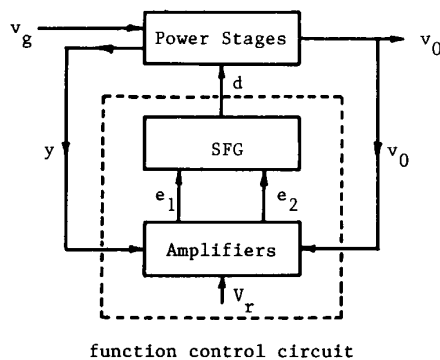 v_g
Power Stages
v_0
d
y
SFG
v_0
e_1
e_2
Amplifiers
V_r
function control circuit